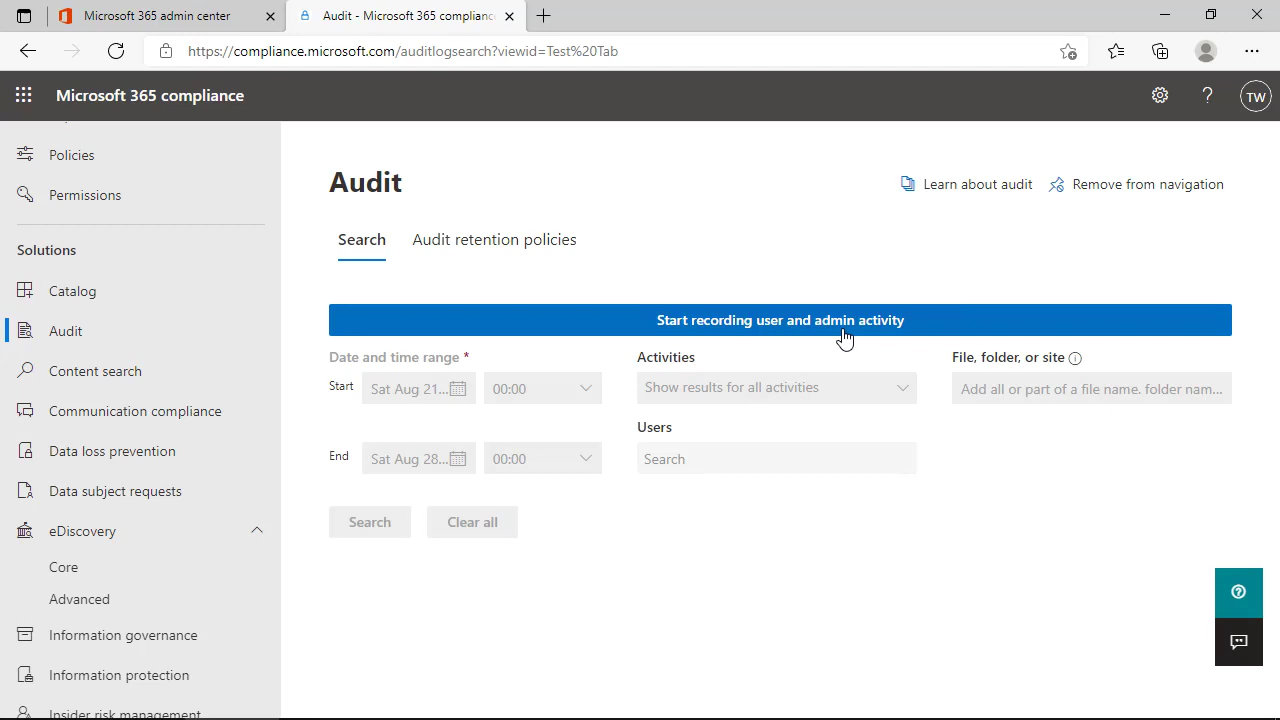 Microsoft 365 admin center
Audit - Microsoft 365 complianc
https://compliance.microsoft.com/auditlogsearch?viewid=Test%20Tab
Microsoft 365 compliance
TW
Policies
Permissions
Solutions
Catalog
Audit
Content search
Communication compliance
Data loss prevention
Data subject requests
eDiscovery
Core
Advanced
Information governance
Information protection
Insider risk management
Audit
Learn about audit
Remove from navigation
Search
Audit retention policies
Start recording user and admin activity
Date and time range *
Start
Sat Aug 21...
00:00
End
Sat Aug 28...
00:00
Activities
Show results for all activities
Users
Search
File, folder, or site
Add all or part of a file name. folder nam...
Search
Clear all